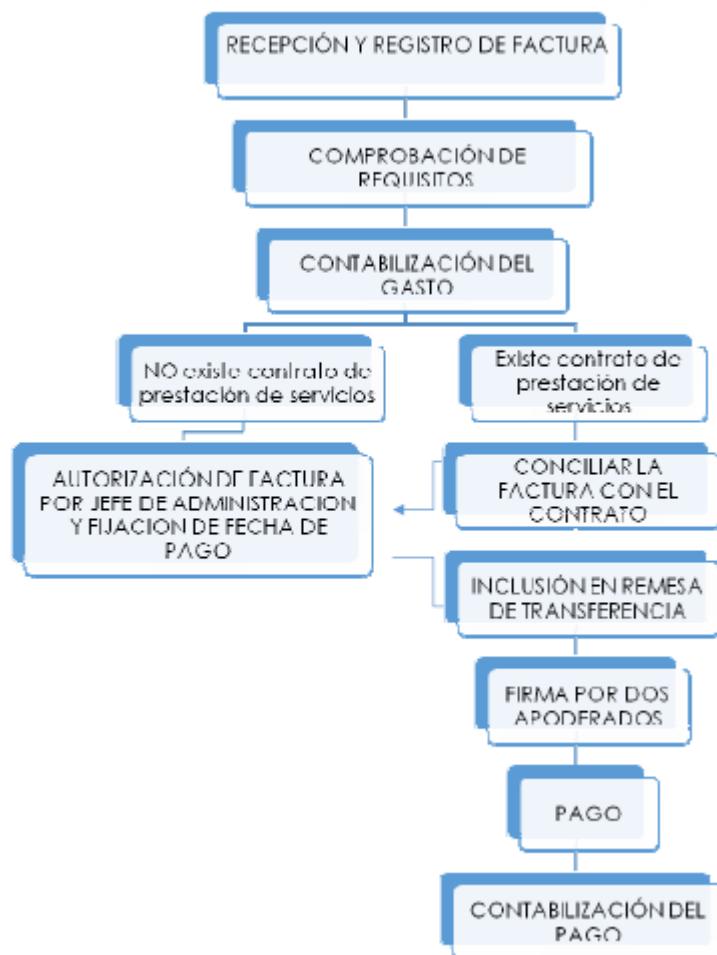 RECEPCIÓN Y REGISTRO DE FACTURA
COMPROBACIÓN DE
REQUISITOS
CONTABILIZACIÓN DEL
GASTO
NO existe contrato de
prestación de servicios
Existe contrato de
prestación de
servicios
AUTORIZACIÓN DE FACTURA
POR JEFE DE ADMINISTRACION
Y FIJACION DE FECHA DE
PAGO
CONCILIAR LA
FACTURA CON EL
CONTRATO
INCLUSIÓN EN REMESA
DE TRANSFERENCIA
FIRMA POR DOS
APODERADOS
PAGO
CONTABILIZACIÓN DEL
PAGO